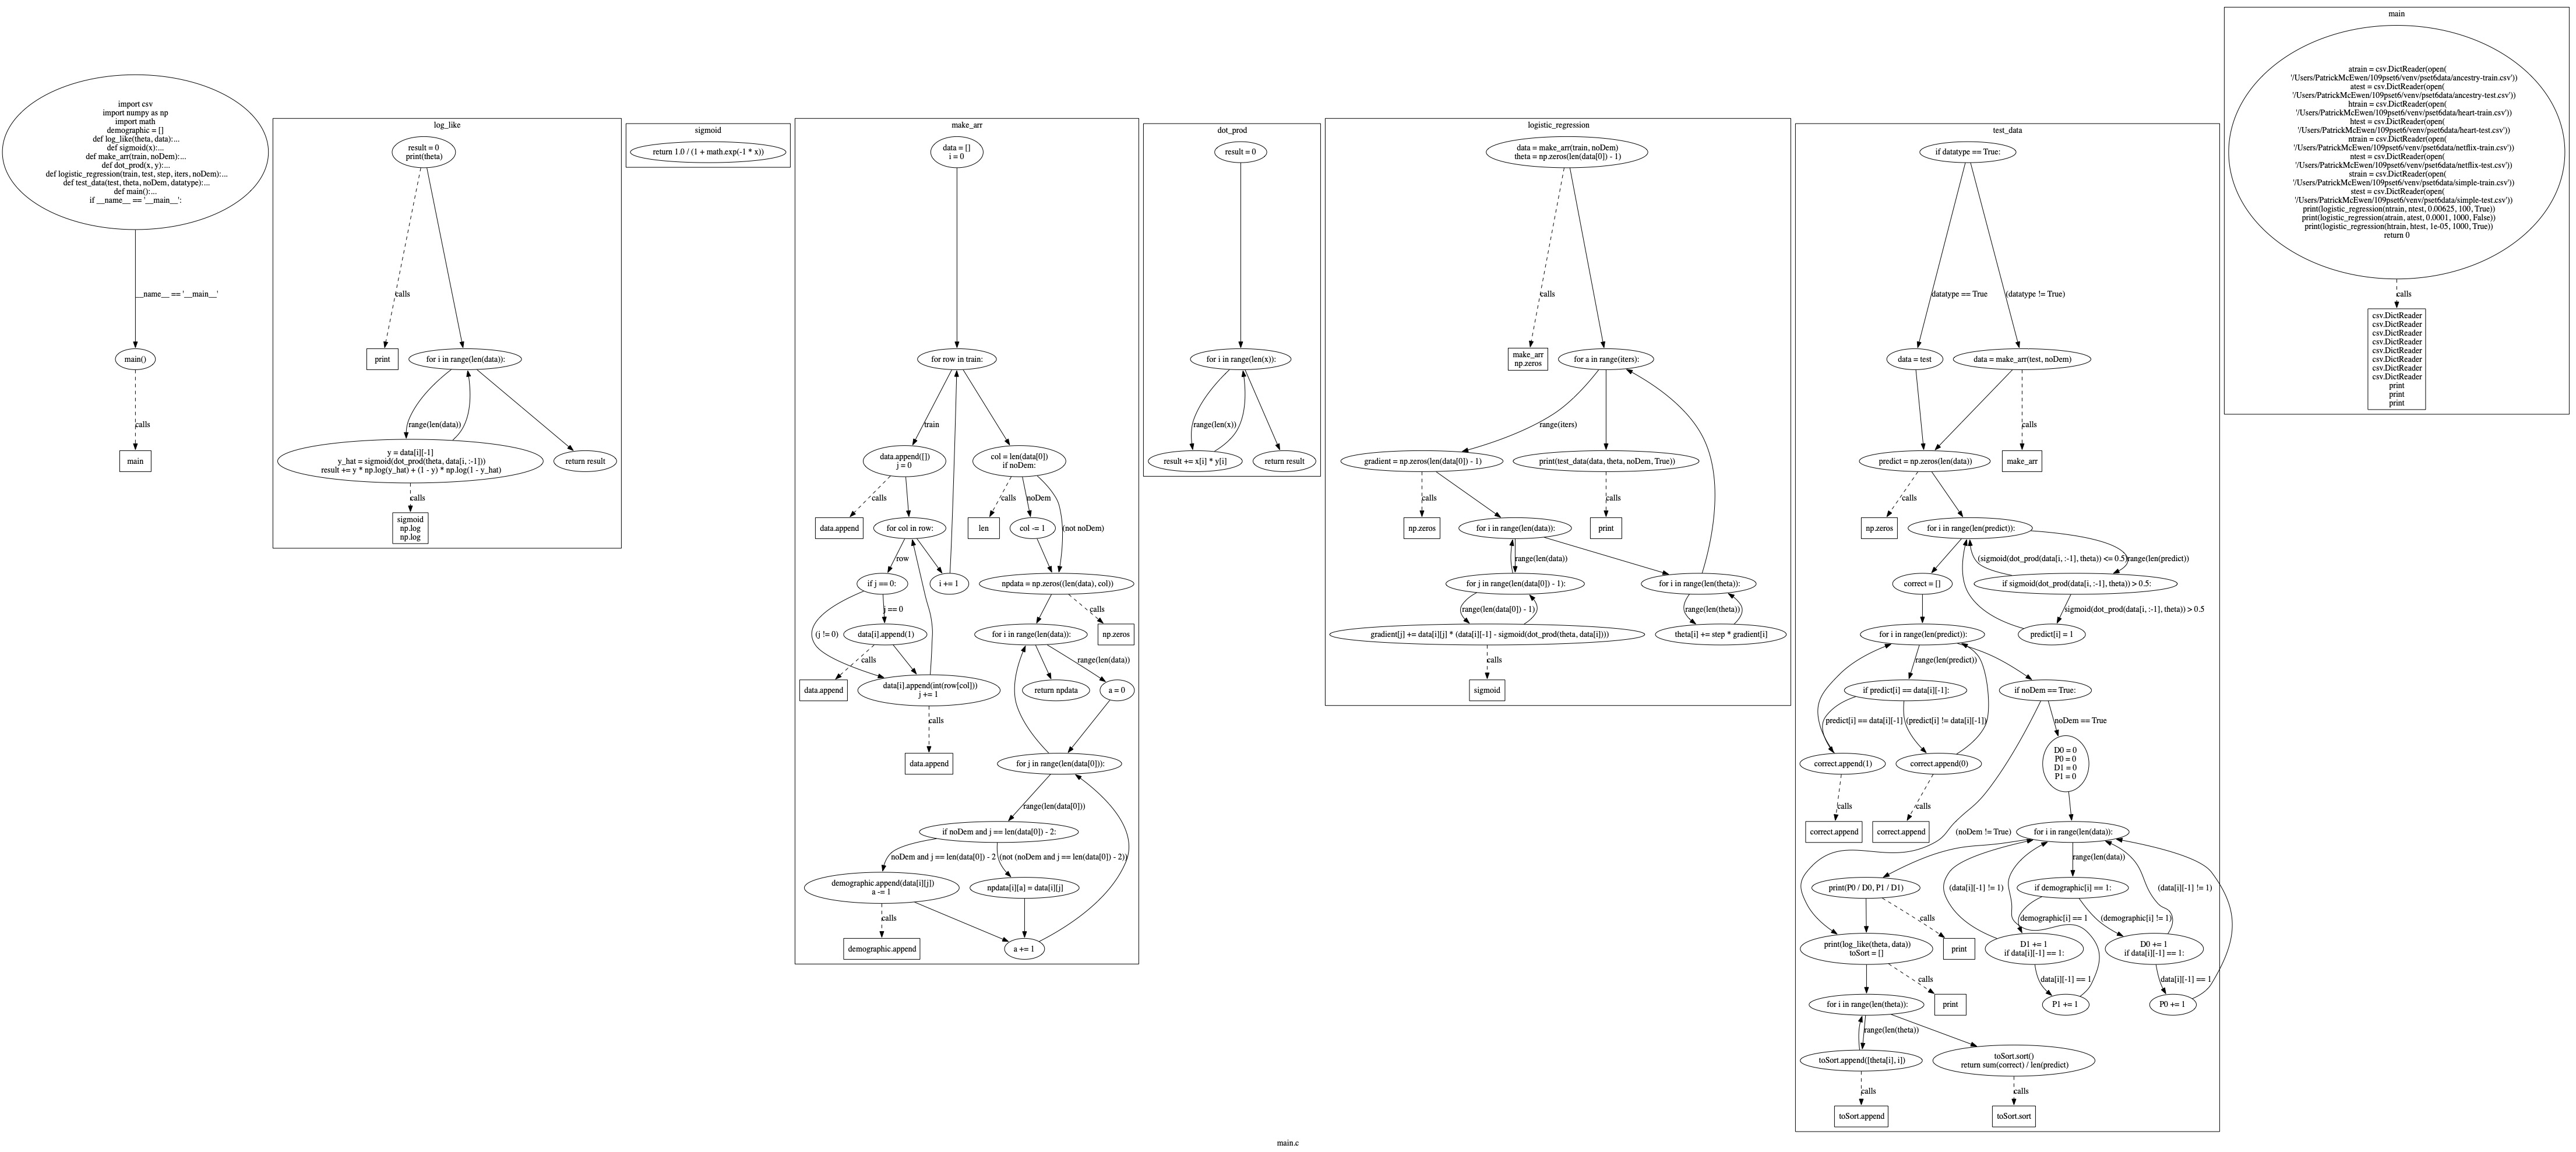 import csv
import numpy as np
import math
demographic = []
def log_like(theta, data):...
def sigmoid(x):...
def make_arr(train, noDem):...
def dot_prod(x, y):...
def logistic_regression(train, test, step, iters, noDem):...
def test_data(test, theta, noDem, datatype):...
def main():...
if __name__ == '__main__':
__name__ == '__main__'
main()
calls
main
log_like
result = 0
print(theta)
calls
print
for i in range(len(data)):
range(len(data))
y = data[i][-1]
y_hat = sigmoid(dot_prod(theta, data[i, :-1]))
result += y * np.log(y_hat) + (1 - y) * np.log(1 - y_hat)
return result
calls
sigmoid
np.log
np.log
sigmoid
return 1.0 / (1 + math.exp(-1 * x))
make_arr
data = []
i = 0
for row in train:
train
data.append([])
j = 0
col = len(data[0])
if noDem:
calls
data.append
for col in row:
calls
len
noDem
col -= 1
(not noDem)
row
if j == 0:
i += 1
npdata = np.zeros((len(data), col))
j == 0
(j != 0)
data[i].append(1)
calls
np.zeros
for i in range(len(data)):
calls
data.append
data[i].append(int(row[col]))
j += 1
range(len(data))
return npdata
a = 0
calls
data.append
for j in range(len(data[0])):
range(len(data[0]))
if noDem and j == len(data[0]) - 2:
noDem and j == len(data[0]) - 2
(not (noDem and j == len(data[0]) - 2))
demographic.append(data[i][j])
a -= 1
npdata[i][a] = data[i][j]
calls
demographic.append
a += 1
dot_prod
result = 0
for i in range(len(x)):
range(len(x))
result += x[i] * y[i]
return result
logistic_regression
data = make_arr(train, noDem)
theta = np.zeros(len(data[0]) - 1)
calls
make_arr
np.zeros
for a in range(iters):
range(iters)
gradient = np.zeros(len(data[0]) - 1)
print(test_data(data, theta, noDem, True))
calls
np.zeros
calls
print
for i in range(len(data)):
range(len(data))
for j in range(len(data[0]) - 1):
for i in range(len(theta)):
range(len(data[0]) - 1)
range(len(theta))
gradient[j] += data[i][j] * (data[i][-1] - sigmoid(dot_prod(theta, data[i])))
theta[i] += step * gradient[i]
calls
sigmoid
test_data
if datatype == True:
datatype == True
(datatype != True)
data = test
data = make_arr(test, noDem)
calls
make_arr
predict = np.zeros(len(data))
calls
np.zeros
for i in range(len(predict)):
(sigmoid(dot_prod(data[i, :-1], theta)) <= 0.5)
range(len(predict))
correct = []
if sigmoid(dot_prod(data[i, :-1], theta)) > 0.5:
sigmoid(dot_prod(data[i, :-1], theta)) > 0.5
for i in range(len(predict)):
predict[i] = 1
range(len(predict))
if predict[i] == data[i][-1]:
if noDem == True:
predict[i] == data[i][-1]
(predict[i] != data[i][-1])
noDem == True
correct.append(1)
correct.append(0)
D0 = 0
P0 = 0
D1 = 0
P1 = 0
calls
correct.append
calls
correct.append
(noDem != True)
for i in range(len(data)):
range(len(data))
print(P0 / D0, P1 / D1)
(data[i][-1] != 1)
if demographic[i] == 1:
(data[i][-1] != 1)
calls
print
demographic[i] == 1
(demographic[i] != 1)
print(log_like(theta, data))
toSort = []
D1 += 1
if data[i][-1] == 1:
D0 += 1
if data[i][-1] == 1:
calls
print
data[i][-1] == 1
data[i][-1] == 1
for i in range(len(theta)):
P1 += 1
P0 += 1
range(len(theta))
toSort.append([theta[i], i])
toSort.sort()
return sum(correct) / len(predict)
calls
toSort.append
calls
toSort.sort
main
atrain = csv.DictReader(open(
'/Users/PatrickMcEwen/109pset6/venv/pset6data/ancestry-train.csv'))
atest = csv.DictReader(open(
'/Users/PatrickMcEwen/109pset6/venv/pset6data/ancestry-test.csv'))
htrain = csv.DictReader(open(
'/Users/PatrickMcEwen/109pset6/venv/pset6data/heart-train.csv'))
htest = csv.DictReader(open(
'/Users/PatrickMcEwen/109pset6/venv/pset6data/heart-test.csv'))
ntrain = csv.DictReader(open(
'/Users/PatrickMcEwen/109pset6/venv/pset6data/netflix-train.csv'))
ntest = csv.DictReader(open(
'/Users/PatrickMcEwen/109pset6/venv/pset6data/netflix-test.csv'))
strain = csv.DictReader(open(
'/Users/PatrickMcEwen/109pset6/venv/pset6data/simple-train.csv'))
stest = csv.DictReader(open(
'/Users/PatrickMcEwen/109pset6/venv/pset6data/simple-test.csv'))
print(logistic_regression(ntrain, ntest, 0.00625, 100, True))
print(logistic_regression(atrain, atest, 0.0001, 1000, False))
print(logistic_regression(htrain, htest, 1e-05, 1000, True))
return 0
calls
csv.DictReader
csv.DictReader
csv.DictReader
csv.DictReader
csv.DictReader
csv.DictReader
csv.DictReader
csv.DictReader
print
print
print
main.c